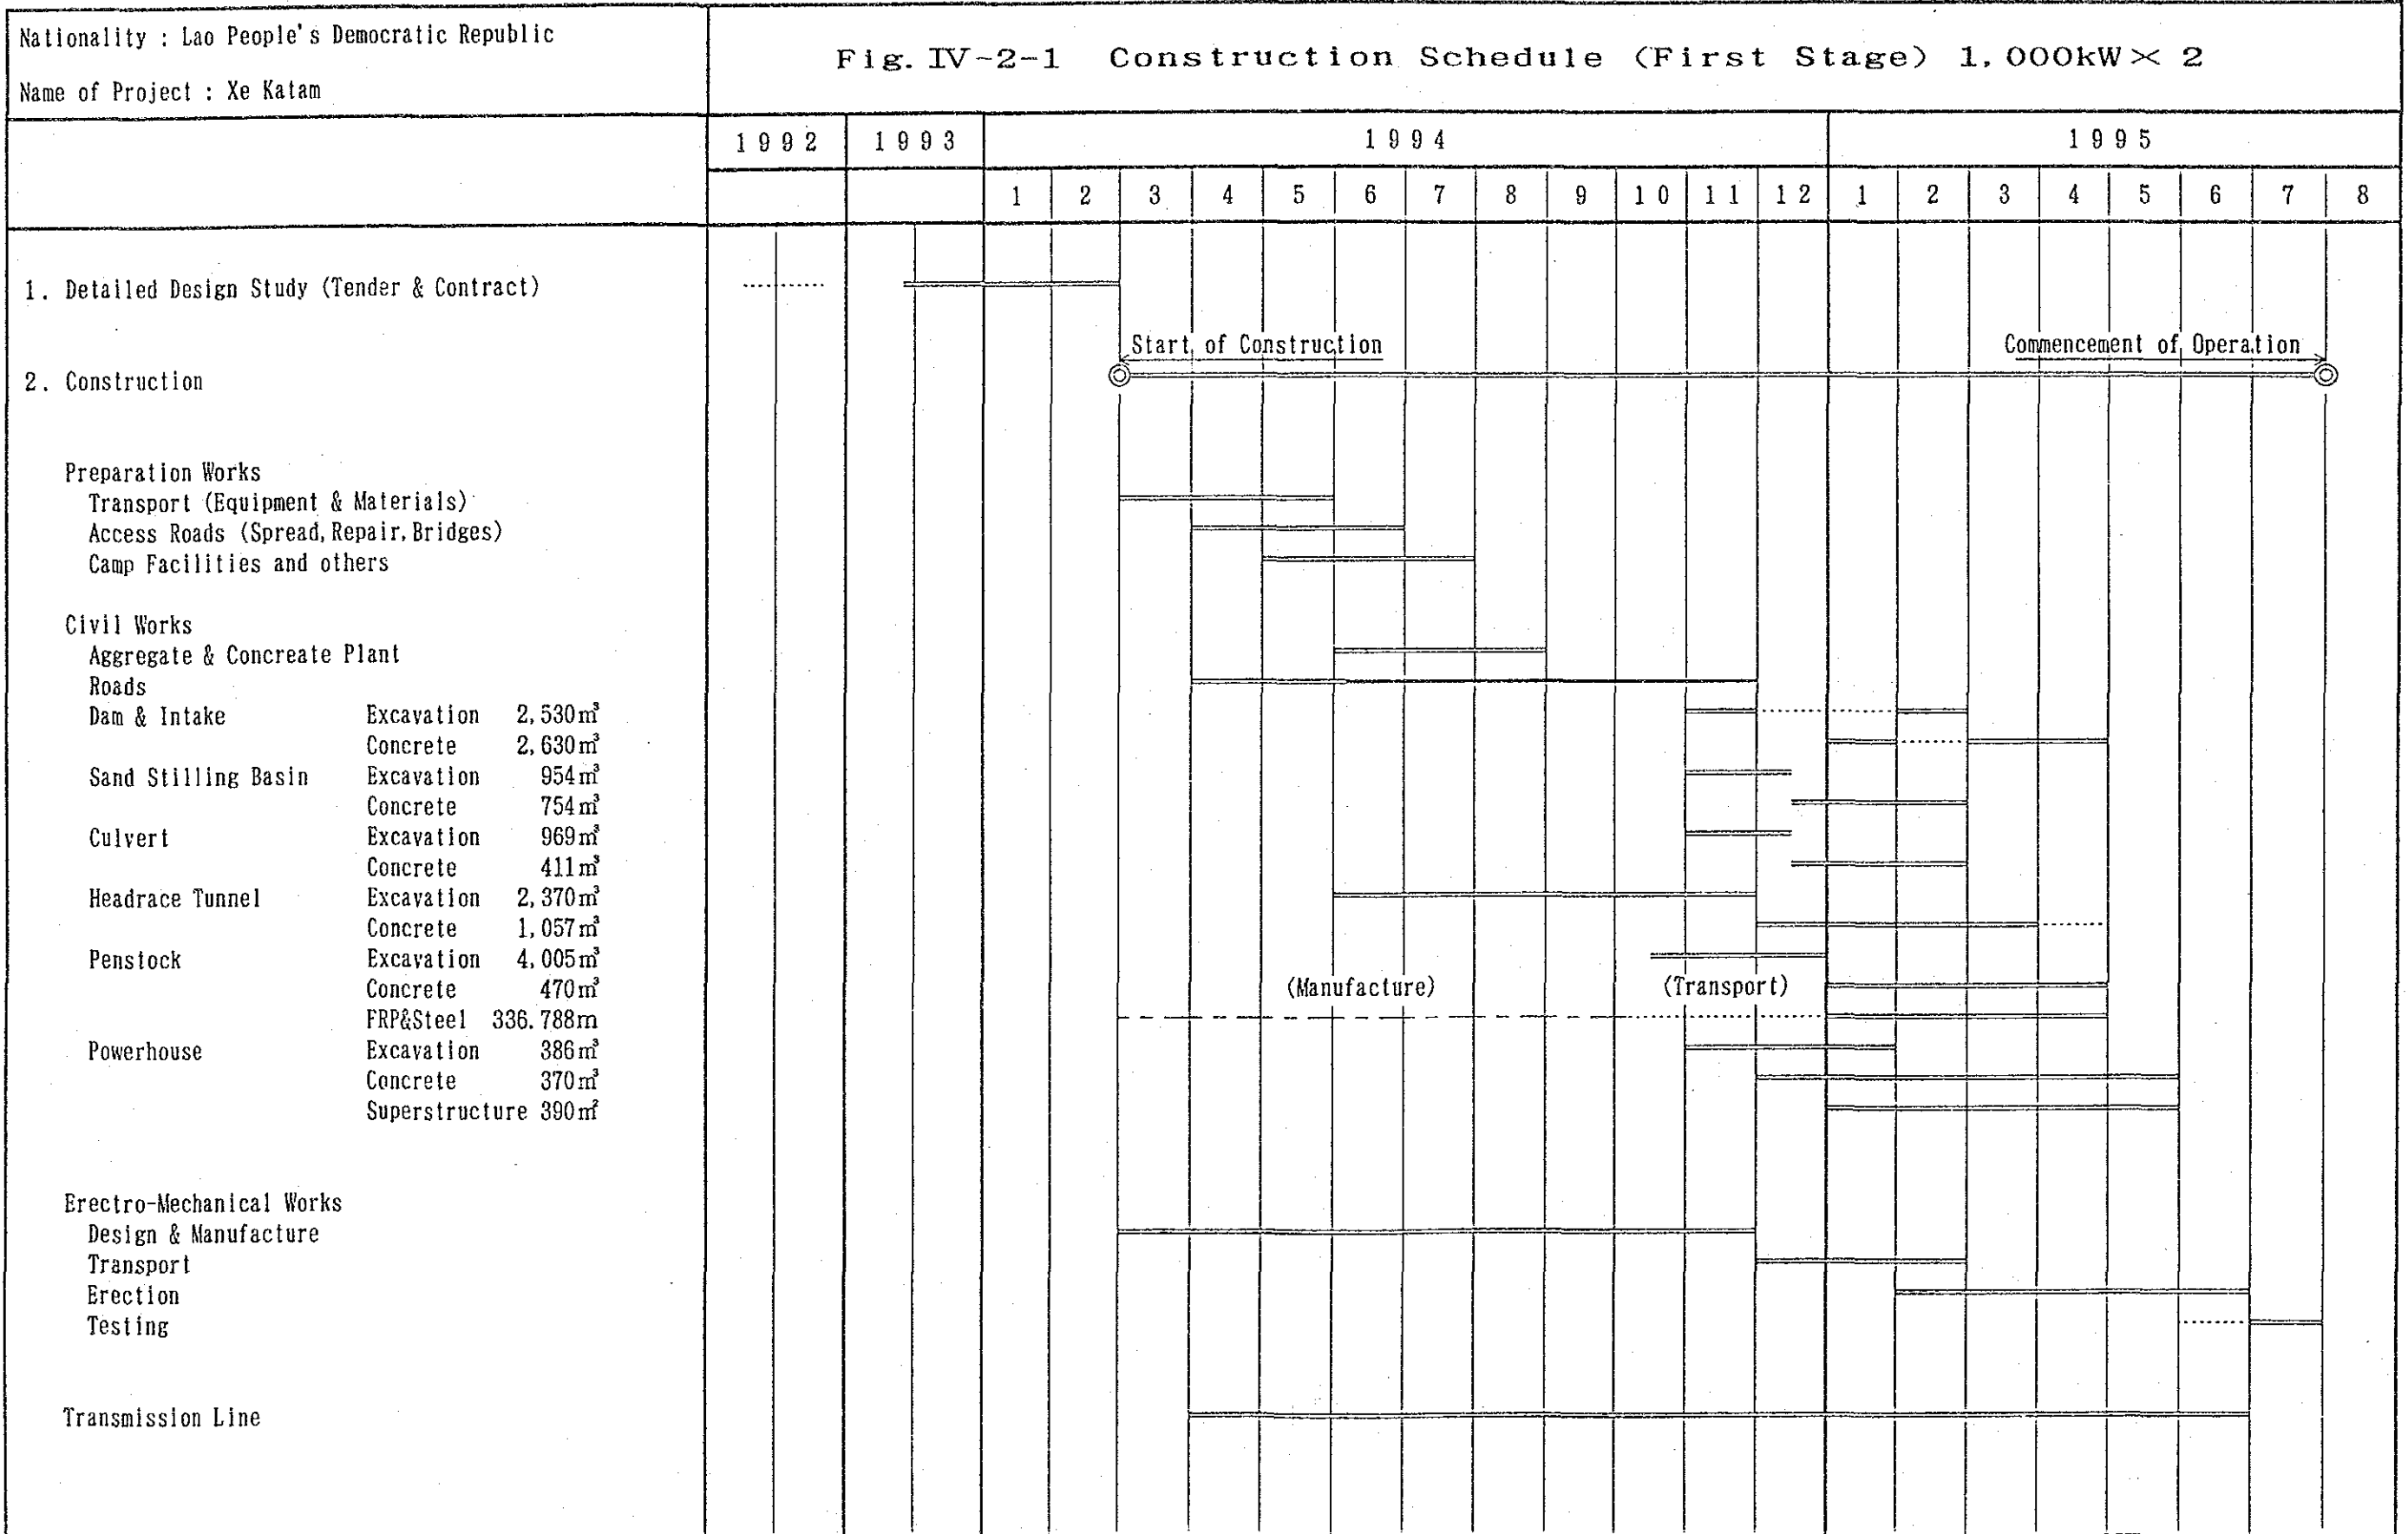 Nationality : Lao People's Democratic Republic
Name of Project : Xe Katam
Fig. IV-2-1 Construction Schedule (First Stage) 1,000kW × 2
1992 1993 1994 1995
1 2 3 4 5 6 7 8 9 10 11 12 1 2 3 4 5 6 7 8
1. Detailed Design Study (Tender & Contract)
Start of Construction Commencement of Operation
2. Construction
Preparation Works
Transport (Equipment & Materials)
Access Roads (Spread, Repair, Bridges)
Camp Facilities and others
Civil Works
Aggregate & Concreate Plant
Roads
Dam & Intake Excavation 2,530m³
Concrete 2,630m³
Sand Stilling Basin Excavation 954m³
Concrete 754m³
Culvert Excavation 969m³
Concrete 411m³
Headrace Tunnel Excavation 2,370m³
Concrete 1,057m³
Penstock Excavation 4,005m³
Concrete 470m³ (Manufacture) (Transport)
FRP&Steel 336.788m
Powerhouse Excavation 386m³
Concrete 370m³
Superstructure 390m²
Erectro-Mechanical Works
Design & Manufacture
Transport
Erection
Testing
Transmission Line